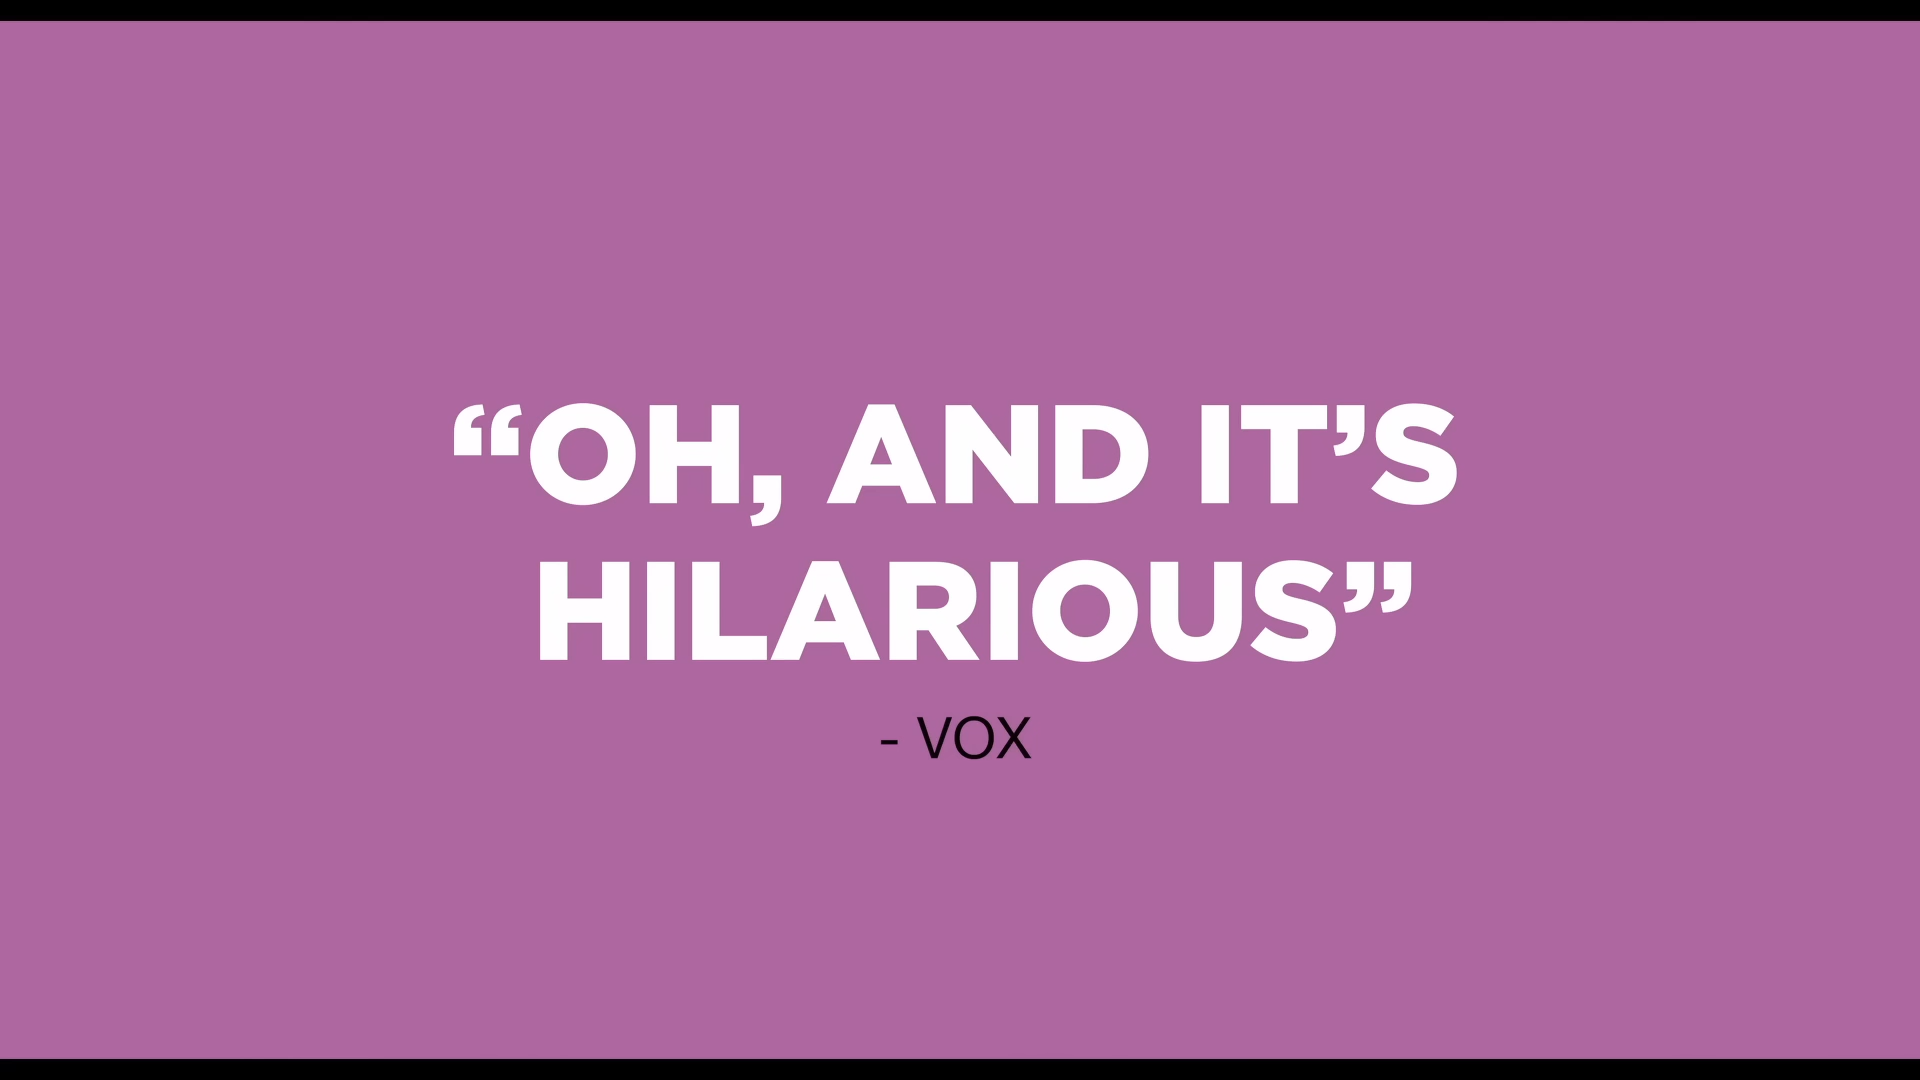 “OH, AND IT’S
HILARIOUS”
- VOX